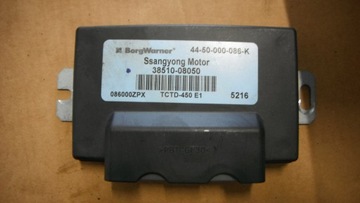 BorgWarner 44-50-000-086-K
Ssangyong Motor
38510-08050
086000ZPX TCTD-450 E1 5216